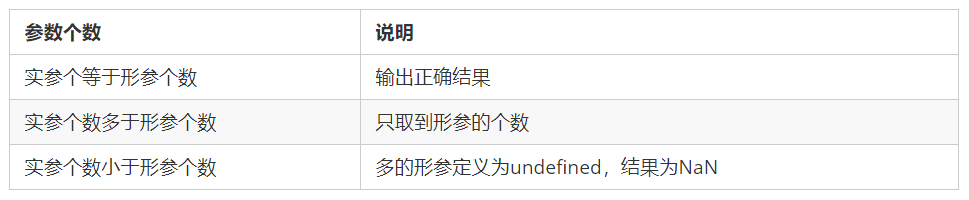 参数个数 说明
实参个等于形参个数 输出正确结果
实参个数多于形参个数 只取到形参的个数
实参个数小于形参个数 多的形参定义为undefined，结果为NaN